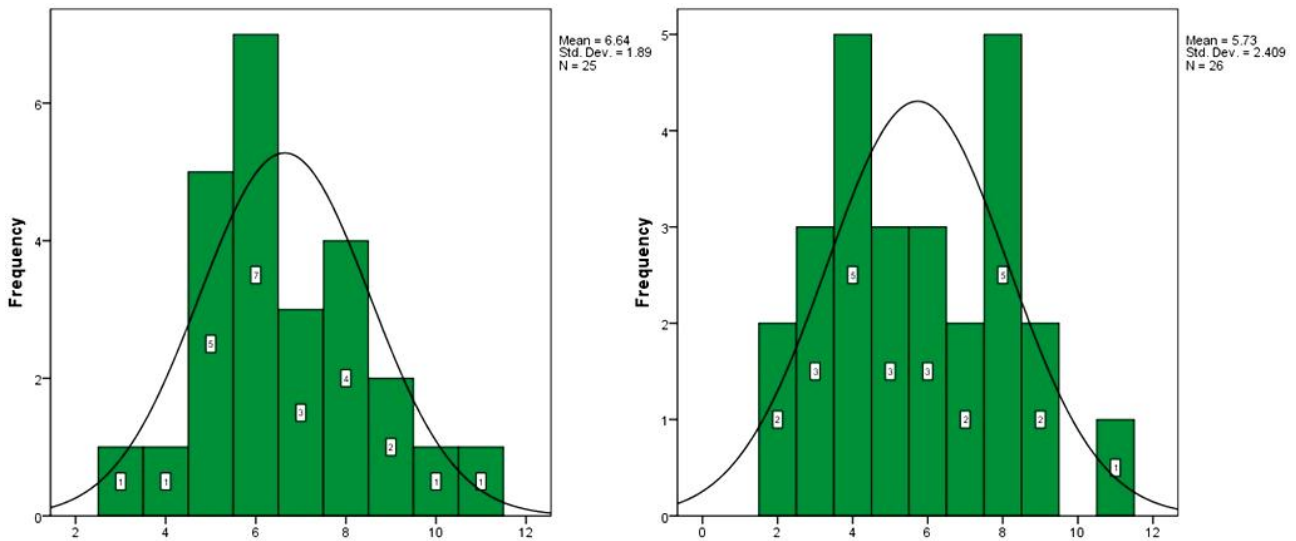 Mean = 6.64
Std. Dev. = 1.89
N = 25
Frequency
6
4
2
0
1
1
5
7
3
4
2
1
1
2 4 6 8 10 12
Mean = 5.73
Std. Dev. = 2.409
N = 26
Frequency
5
4
3
2
1
0
2
3
5
3
3
2
5
2
1
0 2 4 6 8 10 12